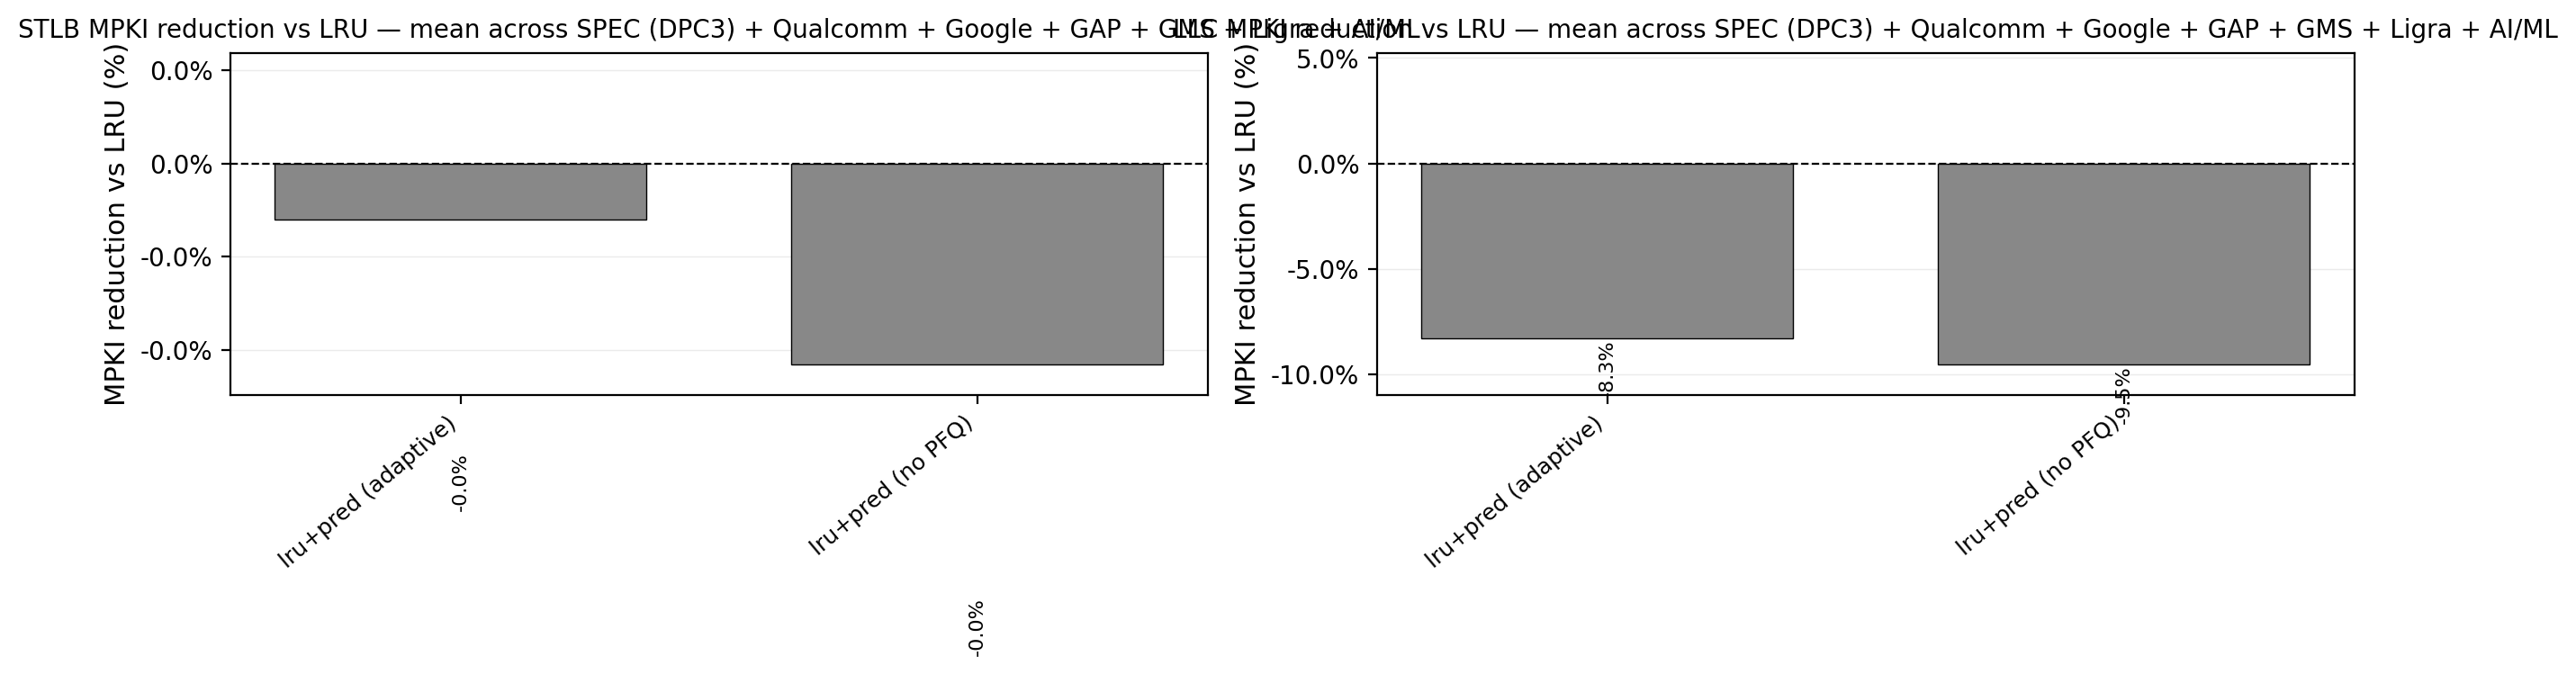 STLB MPKI reduction vs LRU — mean across SPEC (DPC3) + Qualcomm + Google + GAP + GMS + Ligra + AI/ML
MPKI reduction vs LRU (%)
0.0%
0.0%
-0.0%
-0.0%
lru+pred (adaptive)
lru+pred (no PFQ)
-0.0%
-0.0%
LLC MPKI reduction vs LRU — mean across SPEC (DPC3) + Qualcomm + Google + GAP + GMS + Ligra + AI/ML
MPKI reduction vs LRU (%)
5.0%
0.0%
-5.0%
-10.0%
-8.3%
-9.5%
lru+pred (adaptive)
lru+pred (no PFQ)